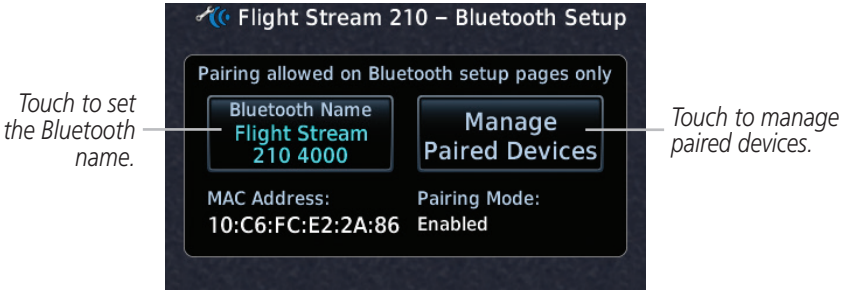 Flight Stream 210 – Bluetooth Setup
Pairing allowed on Bluetooth setup pages only
Touch to set
the Bluetooth
name.
Bluetooth Name
Flight Stream
210 4000
Manage
Paired Devices
Touch to manage
paired devices.
MAC Address:
10:C6:FC:E2:2A:86
Pairing Mode:
Enabled